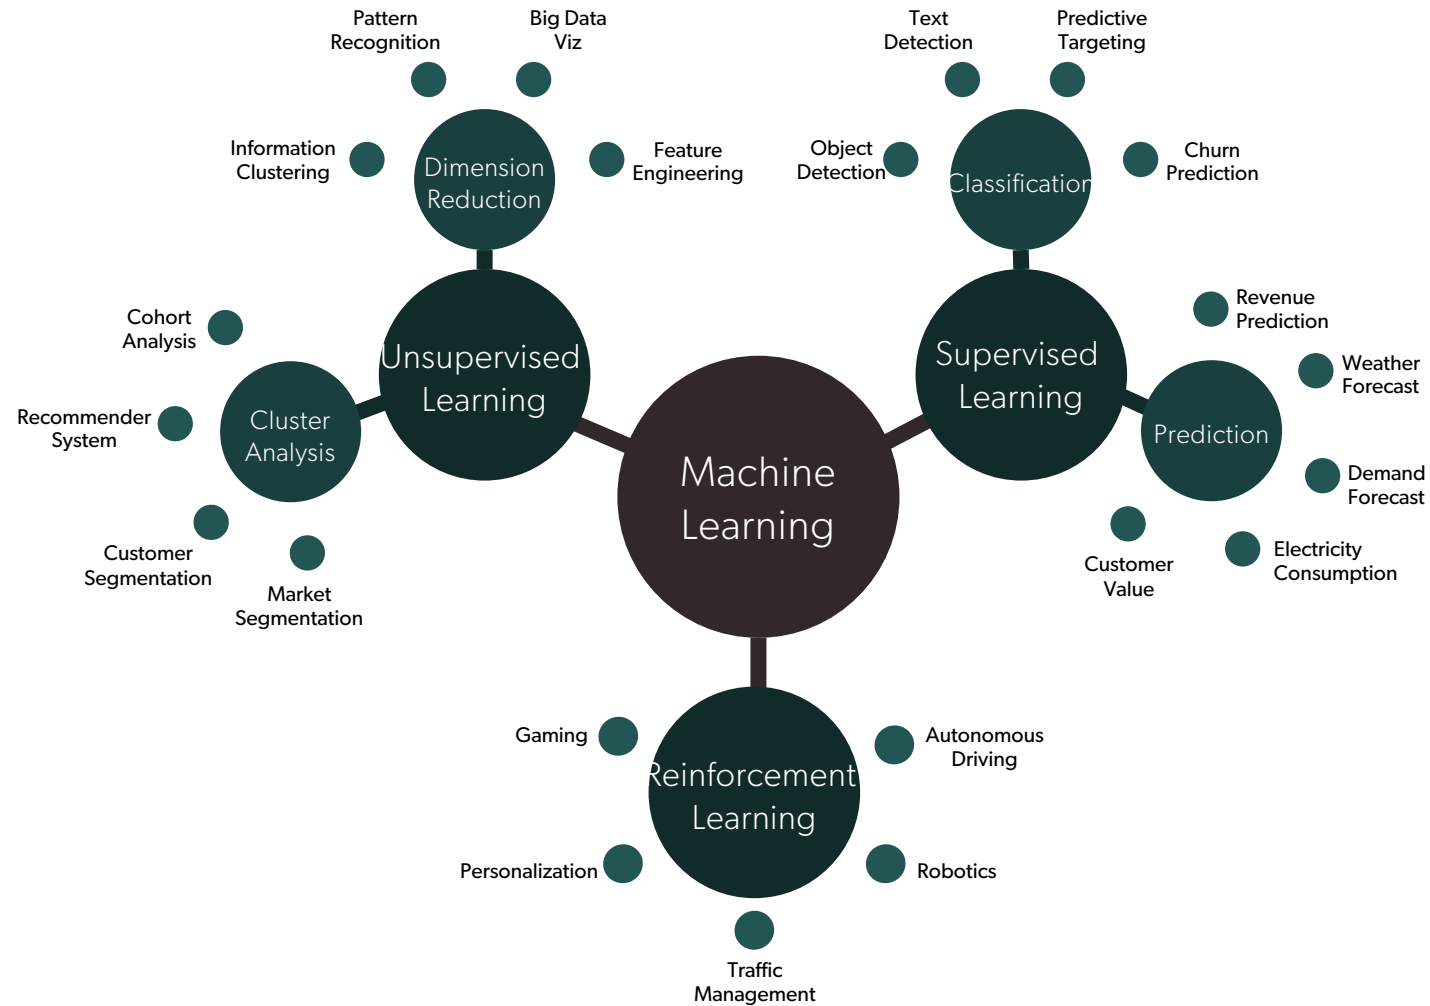 Pattern
Recognition
Big Data
Viz
Information
Clustering
Dimension
Reduction
Feature
Engineering
Text
Detection
Predictive
Targeting
Object
Detection
Classification
Churn
Prediction
Cohort
Analysis
Recommender
System
Cluster
Analysis
Customer
Segmentation
Market
Segmentation
Unsupervised
Learning
Machine
Learning
Supervised
Learning
Revenue
Prediction
Weather
Forecast
Prediction
Demand
Forecast
Electricity
Consumption
Customer
Value
Gaming
Reinforcement
Learning
Autonomous
Driving
Personalization
Robotics
Traffic
Management